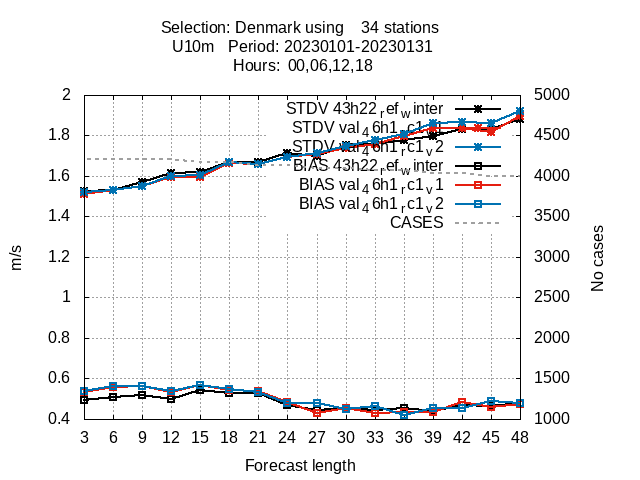 Selection: Denmark using 34 stations
U10m Period: 20230101-20230131
Hours: 00,06,12,18
2 5000
STDV 43h22_ref_winter
STDV val_46h1_rc1_v1
1.8 4500
STDV val_46h1_rc1_v2
BIAS 43h22_ref_winter
1.6 4000
BIAS val_46h1_rc1_v1
BIAS val_46h1_rc1_v2
1.4 3500
CASES
1.2 3000
m/s
No cases
1 2500
0.8 2000
0.6 1500
0.4 1000
3 6 9 12 15 18 21 24 27 30 33 36 39 42 45 48
Forecast length